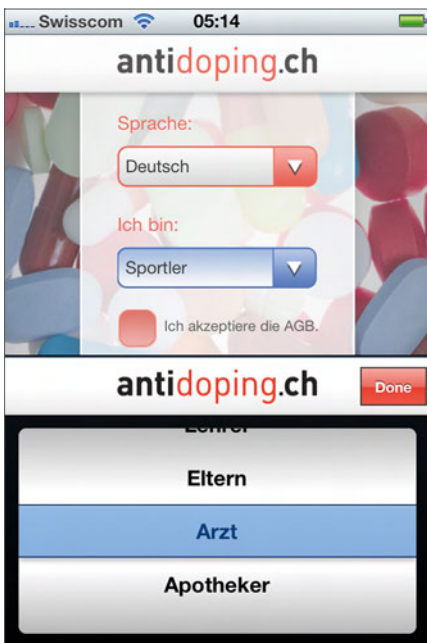 Swisscom 05:14
antidoping.ch
Sprache:
Deutsch
Ich bin:
Sportler
Ich akzeptiere die AGB.
antidoping.ch Done
Lehrer
Eltern
Arzt
Apotheker